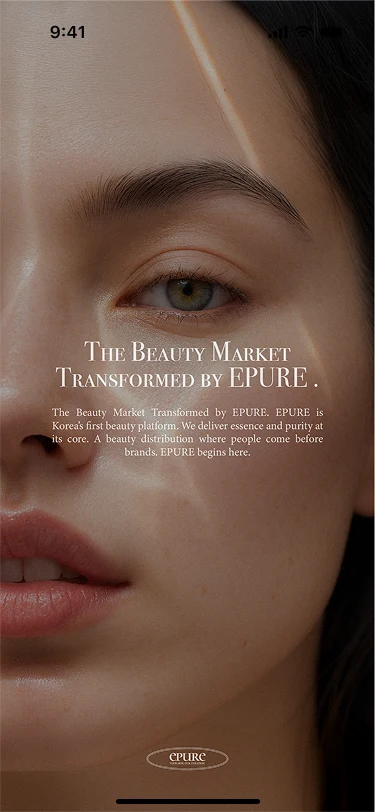 9:41
The Beauty Market
Transformed by EPURE .
The Beauty Market Transformed by EPURE. EPURE is
Korea's first beauty platform. We deliver essence and purity at
its core. A beauty distribution where people come before
brands. EPURE begins here.
epure